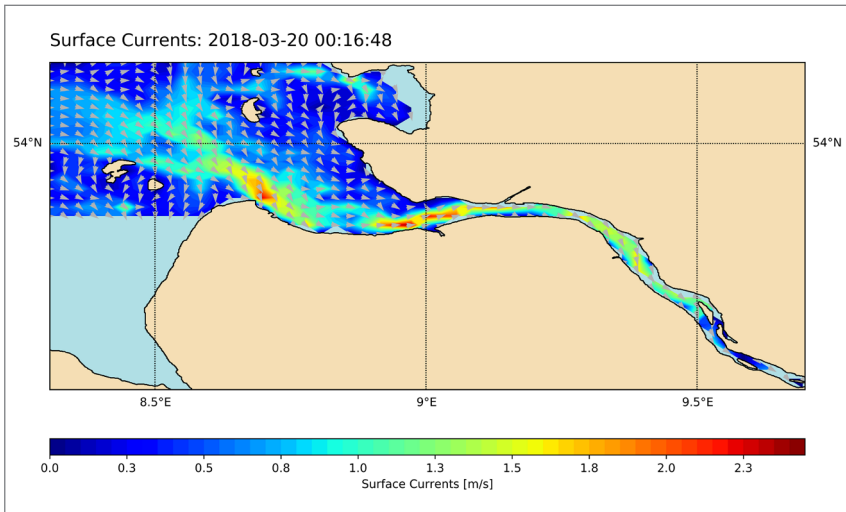 Surface Currents: 2018-03-20 00:16:48
54°N
54°N
8.5°E
9°E
9.5°E
0.0
0.3
0.5
0.8
1.0
1.3
1.5
1.8
2.0
2.3
Surface Currents [m/s]